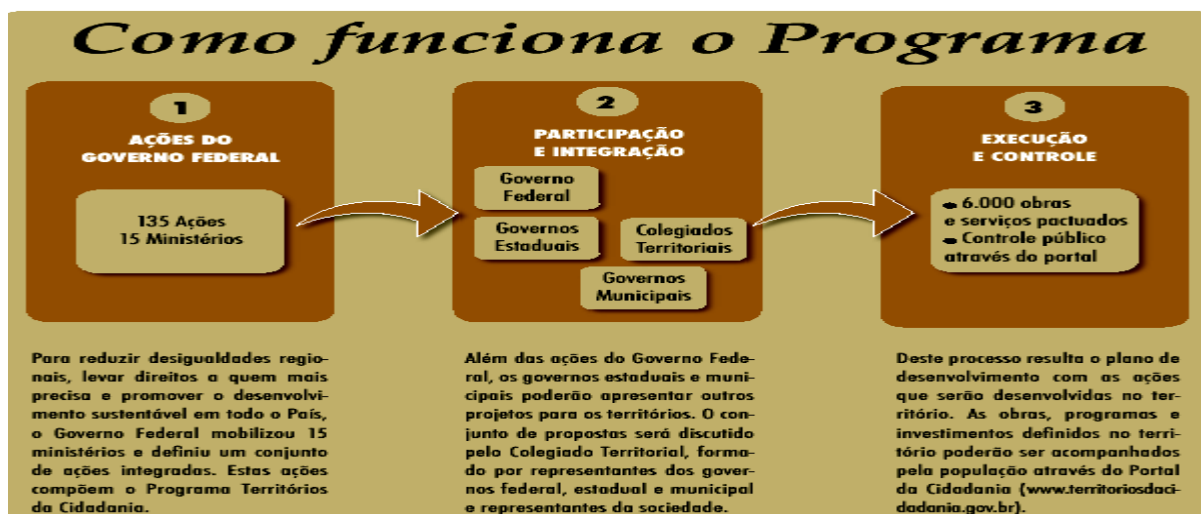 Como funciona o Programa
1
AÇÕES DO
GOVERNO FEDERAL
135 Ações
15 Ministérios
Para reduzir desigualdades regio-
nais, levar direitos a quem mais
precisa e promover o desenvolvi-
mento sustentável em todo o País,
o Governo Federal mobilizou 15
ministérios e definiu um conjunto
de ações integradas. Estas ações
compõem o Programa Territórios
da Cidadania.
2
PARTICIPAÇÃO
E INTEGRAÇÃO
Governo
Federal
Governos
Estaduais
Colegiados
Territoriais
Governos
Municipais
Além das ações do Governo Fede-
ral, os governos estaduais e muni-
cipais poderão apresentar outros
projetos para os territórios. O con-
junto de propostas será discutido
pelo Colegiado Territorial, forma-
do por representantes dos gover-
nos federal, estadual e municipal
e representantes da sociedade.
3
EXECUÇÃO
E CONTROLE
- 6.000 obras
e serviços pactuados
- Controle público
através do portal
Deste processo resulta o plano de
desenvolvimento com as ações
que serão desenvolvidas no ter-
ritório. As obras, programas e
investimentos definidos no terri-
tório poderão ser acompanhados
pela população através do Portal
da Cidadania (www.territoriosdaci-
dadania.gov.br).